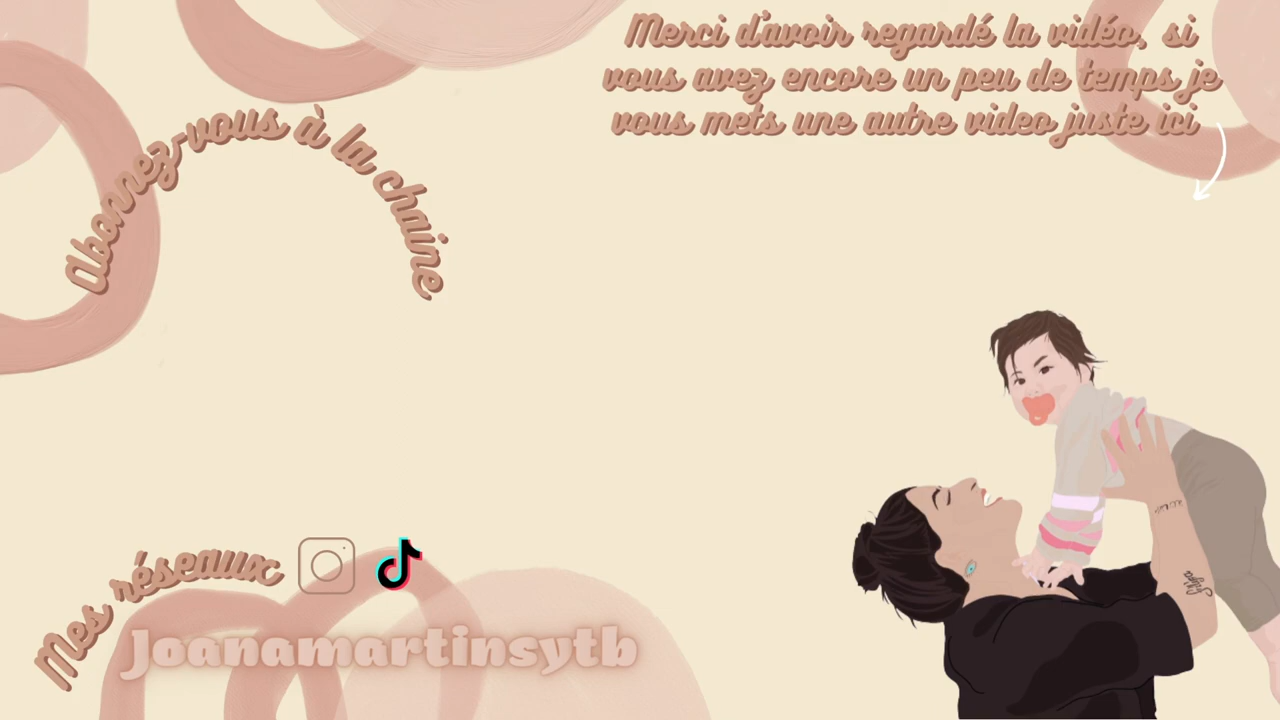 Merci d'avoir regardé la vidéo, si
vous avez encore un peu de temps je
vous mets une autre video juste ici
Abonnez-vous à la chaine
Mes réseaux
Joanamartinsytb